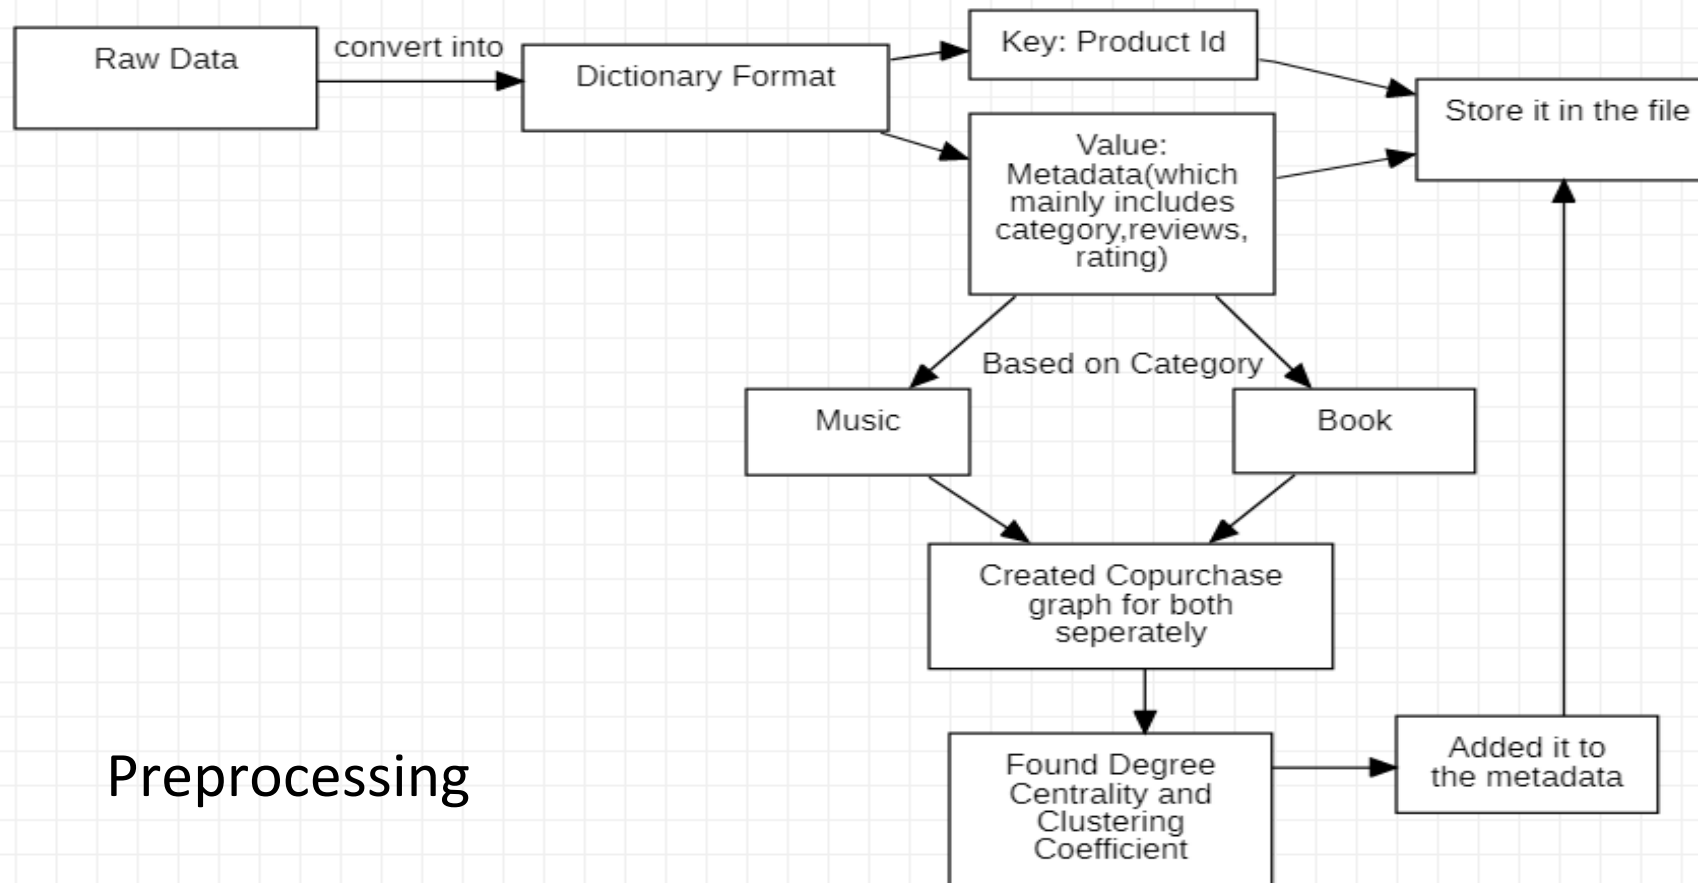 Raw Data
convert into
Dictionary Format
Key: Product Id
Value:
Metadata(which
mainly includes
category,reviews,
rating)
Store it in the file
Based on Category
Music
Book
Created Copurchase
graph for both
seperately
Found Degree
Centrality and
Clustering
Coefficient
Added it to
the metadata
Preprocessing